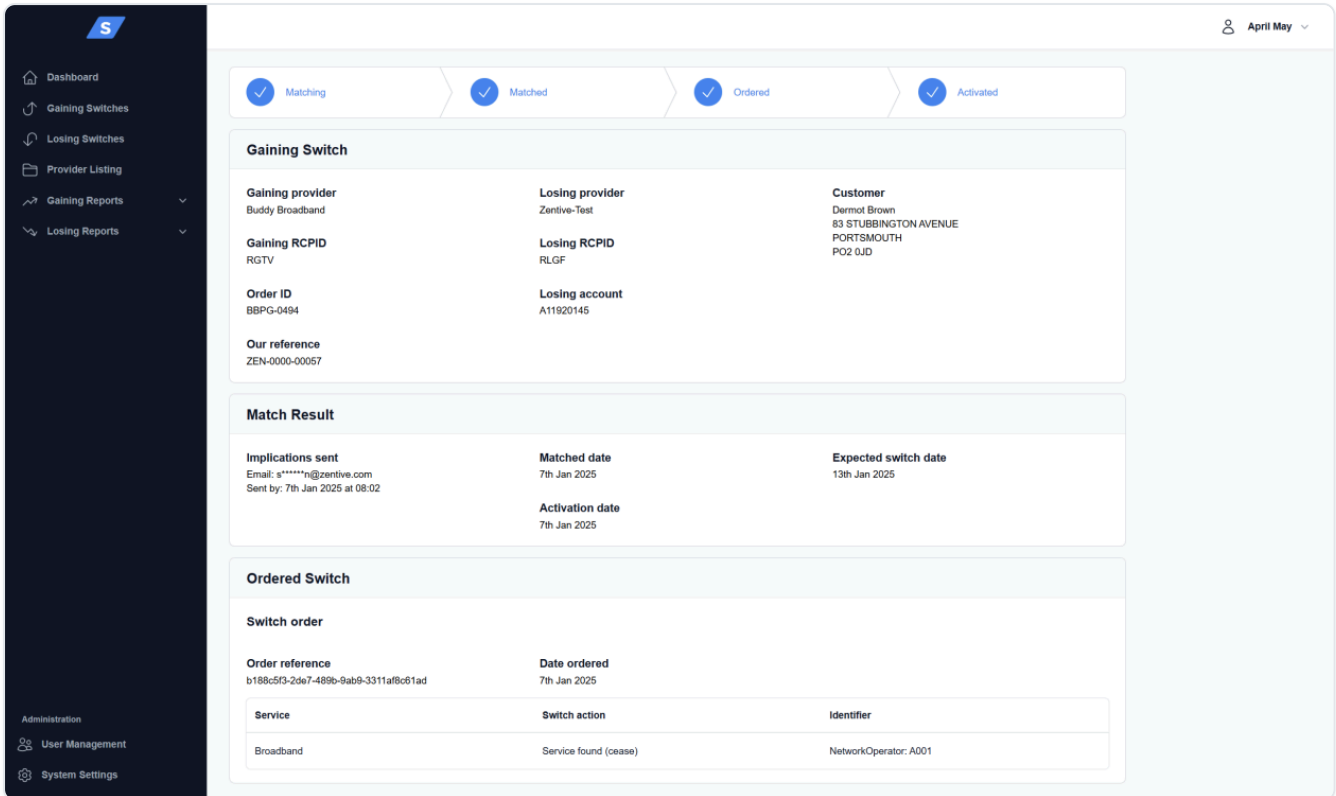 S
April May
Dashboard
Gaining Switches
Losing Switches
Provider Listing
Gaining Reports
Losing Reports
Administration
User Management
System Settings
Matching
Matched
Ordered
Activated
Gaining Switch
Gaining provider
Buddy Broadband
Gaining RCPID
RGTV
Order ID
BBPG-0494
Our reference
ZEN-0000-00057
Losing provider
Zentive-Test
Losing RCPID
RLGF
Losing account
A11920145
Customer
Dermot Brown
83 STUBBINGTON AVENUE
PORTSMOUTH
PO2 0JD
Match Result
Implications sent
Email: s******n@zentive.com
Sent by: 7th Jan 2025 at 08:02
Matched date
7th Jan 2025
Activation date
7th Jan 2025
Expected switch date
13th Jan 2025
Ordered Switch
Switch order
Order reference
b188c5f3-2de7-489b-9ab9-3311af8c61ad
Date ordered
7th Jan 2025
Service Switch action Identifier
Broadband Service found (cease) NetworkOperator: A001